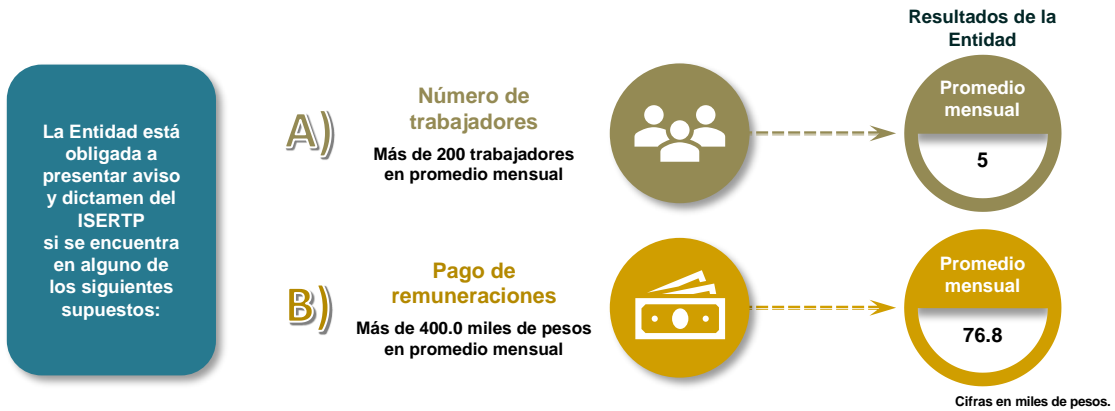 La Entidad está
obligada a
presentar aviso
y dictamen del
ISERTP
si se encuentra
en alguno de
los siguientes
supuestos:
A)
Número de
trabajadores
Más de 200 trabajadores
en promedio mensual
Resultados de la
Entidad
Promedio
mensual
5
B)
Pago de
remuneraciones
Más de 400.0 miles de pesos
en promedio mensual
Promedio
mensual
76.8
Cifras en miles de pesos.